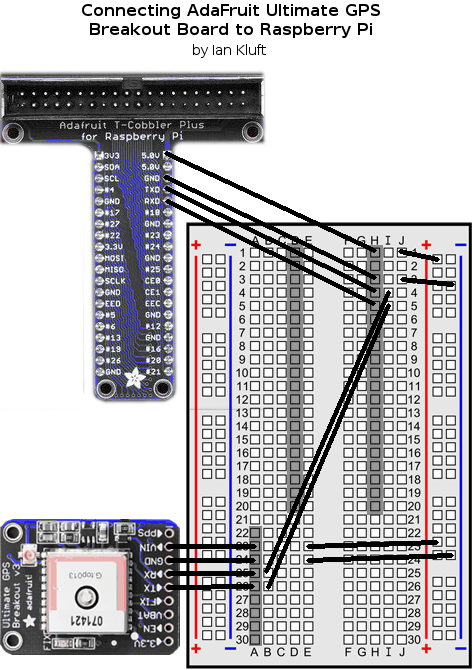 Connecting AdaFruit Ultimate GPS
Breakout Board to Raspberry Pi
by Ian Kluft
Adafruit T-Cobbler Plus
for Raspberry Pi
3V3 5.0V
SDA 5.0V
SCL GND
#4 TXD
GND RXD
#17 #18
#27 GND
#22 #23
3.3V #24
MOSI GND
MISO #25
SCLK CE0
GND CE1
EED EEC
#5 GND
#6 #12
#13 GND
#19 #16
#26 #20
GND #21
A B C D E F G H I J
+ − + −
1 1
2 2
3 3
4 4
5 5
6 6
7 7
8 8
9 9
10 10
11 11
12 12
13 13
14 14
15 15
16 16
17 17
18 18
19 19
20 20
21 21
22 22
23 23
24 24
25 25
26 26
27 27
28 28
29 29
30 30
A B C D E F G H I J
+ − + −
Ultimate GPS
Breakout v3
adafruit!
FIX
G.top013
071421
PPS
VIN
GND
RX
TX
FIX
VBAT
EN
3.3V